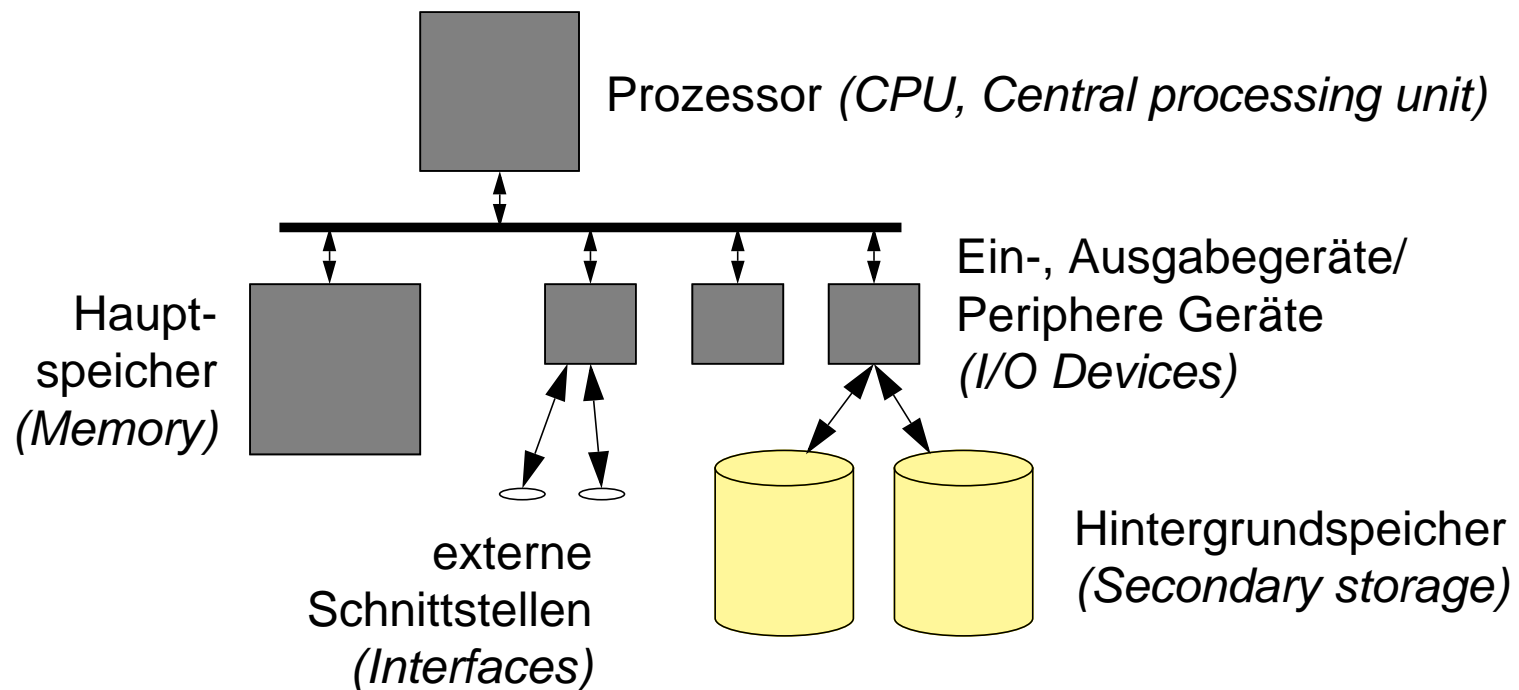 Prozessor (CPU, Central processing unit)
Ein-, Ausgabegeräte/
Periphere Geräte
(I/O Devices)
Haupt-
speicher
(Memory)
externe
Schnittstellen
(Interfaces)
Hintergrundspeicher
(Secondary storage)